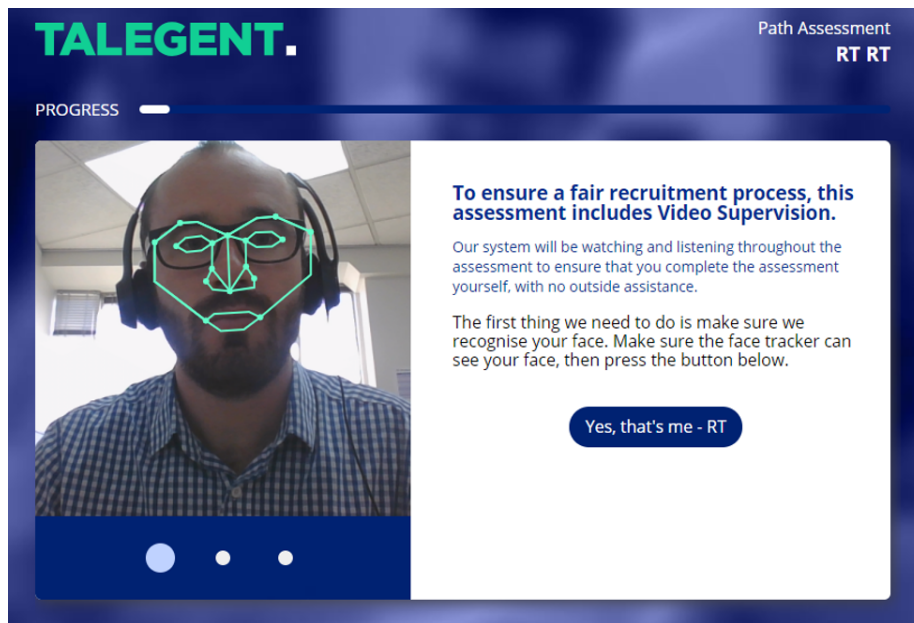 TALEGENT.
Path Assessment
RT RT
PROGRESS
To ensure a fair recruitment process, this
assessment includes Video Supervision.
Our system will be watching and listening throughout the
assessment to ensure that you complete the assessment
yourself, with no outside assistance.
The first thing we need to do is make sure we
recognise your face. Make sure the face tracker can
see your face, then press the button below.
Yes, that's me - RT